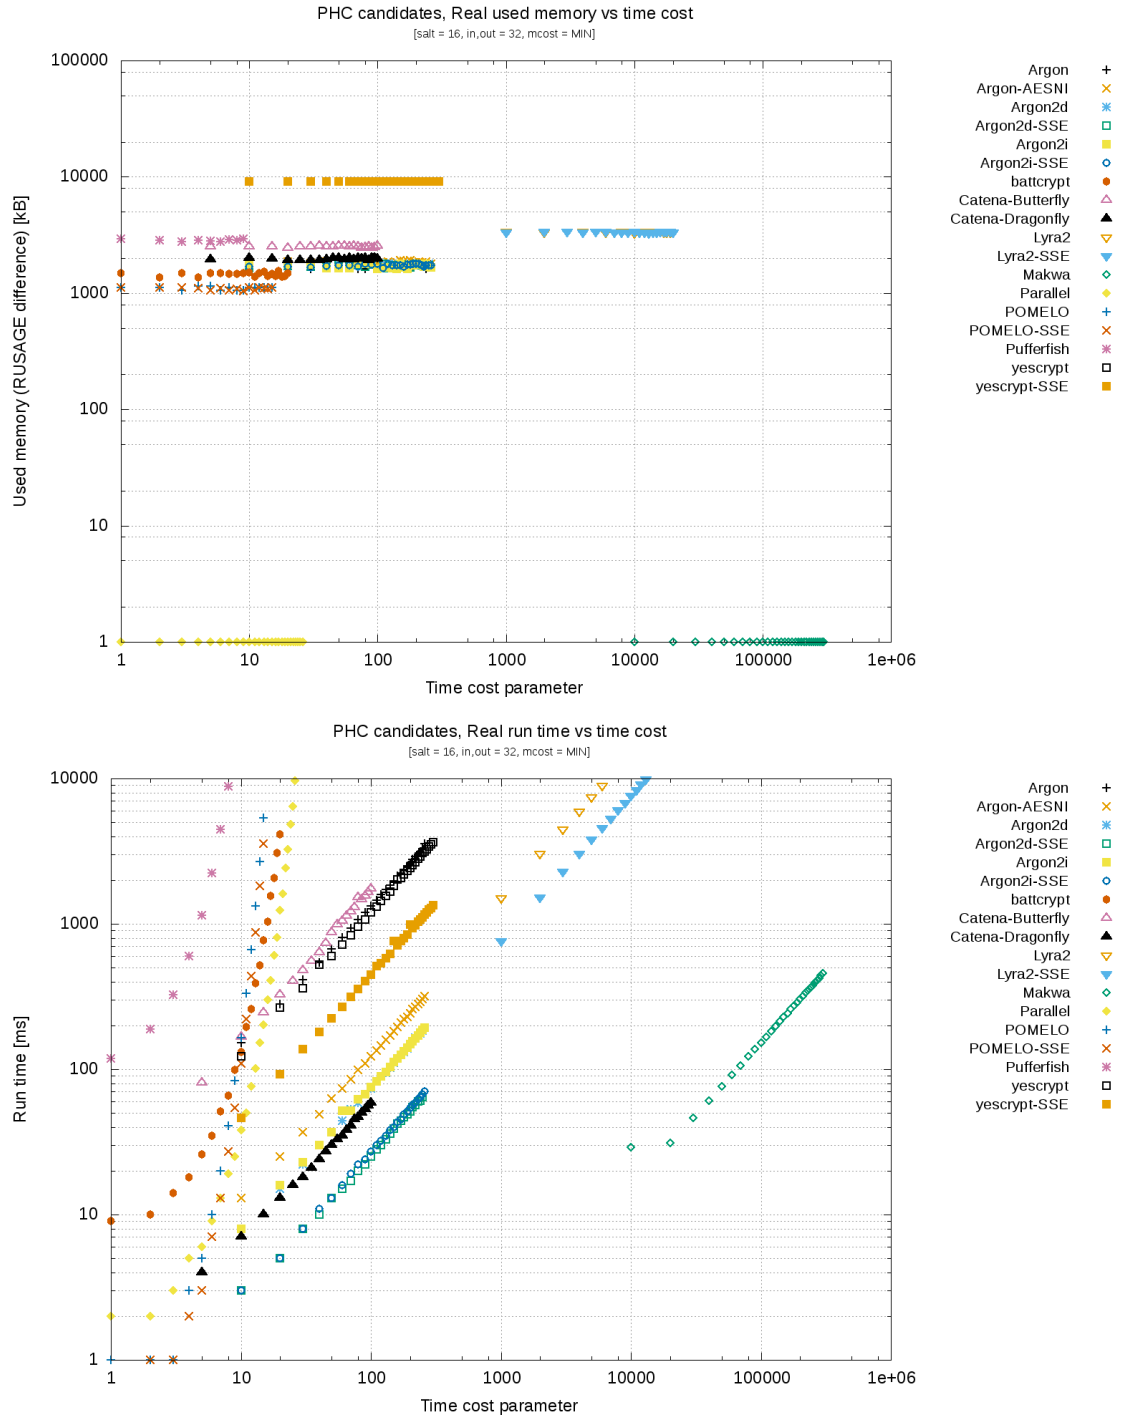 PHC candidates, Real used memory vs time cost
[salt = 16, in,out = 32, mcost = MIN]
Used memory (RUSAGE difference) [kB]
100000
10000
1000
100
10
1
1 10 100 1000 10000 100000 1e+06
Time cost parameter
Argon
Argon-AESNI
Argon2d
Argon2d-SSE
Argon2i
Argon2i-SSE
battcrypt
Catena-Butterfly
Catena-Dragonfly
Lyra2
Lyra2-SSE
Makwa
Parallel
POMELO
POMELO-SSE
Pufferfish
yescrypt
yescrypt-SSE
PHC candidates, Real run time vs time cost
[salt = 16, in,out = 32, mcost = MIN]
Run time [ms]
10000
1000
100
10
1
1 10 100 1000 10000 100000 1e+06
Time cost parameter
Argon
Argon-AESNI
Argon2d
Argon2d-SSE
Argon2i
Argon2i-SSE
battcrypt
Catena-Butterfly
Catena-Dragonfly
Lyra2
Lyra2-SSE
Makwa
Parallel
POMELO
POMELO-SSE
Pufferfish
yescrypt
yescrypt-SSE